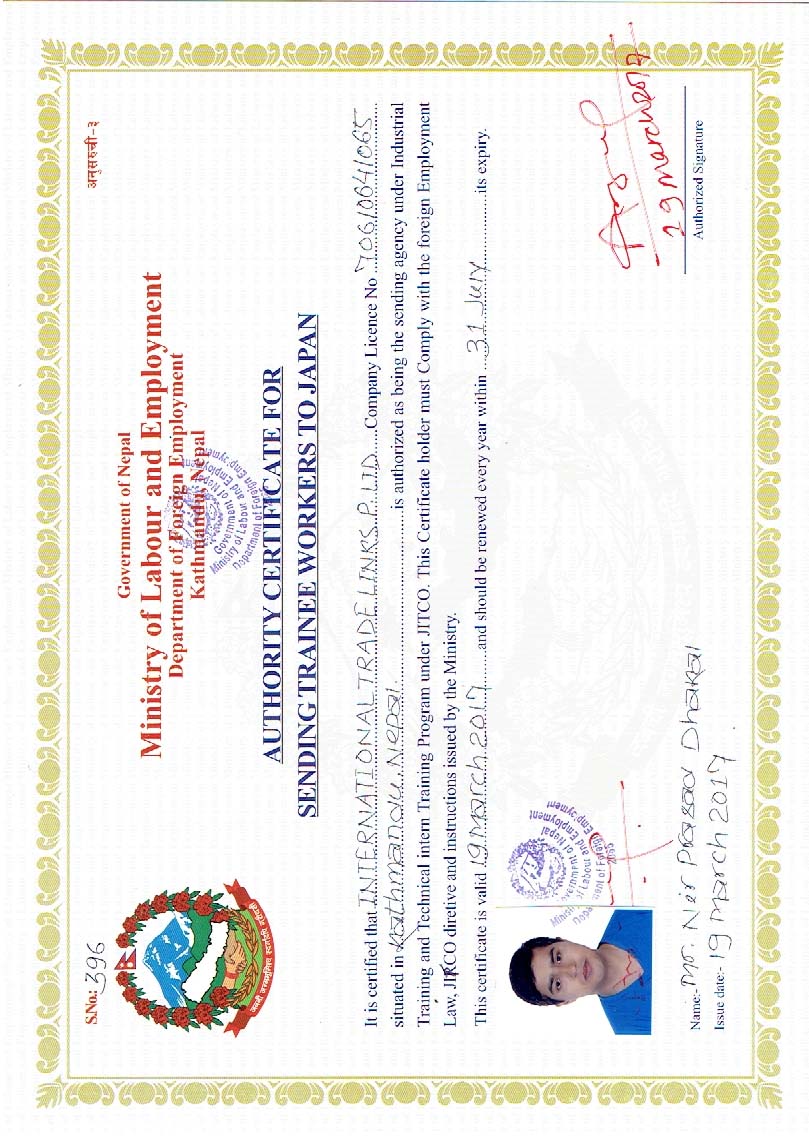 S.No.: 396
अनुसूची-३
Government of Nepal
Ministry of Labour and Employment
Department of Foreign Employment
Kathmandu, Nepal
Government of Nepal
Ministry of Labour and Employment
Department of Foreign Employment
AUTHORITY CERTIFICATE FOR
SENDING TRAINEE WORKERS TO JAPAN
It is certified that INTERNATIONAL TRADE LINKS P. LTD. Company Licence No 706/064/065
situated in Kathmandu, Nepal. is authorized as being the sending agency under Industrial
Training and Technical intern Training Program under JITCO. This Certificate holder must Comply with the foreign Employment
Law, JITCO diretive and instructions issued by the Ministry.
This certificate is valid 19 March 2017 and should be renewed every year within 31 July its expiry.
Name:- Mr. Nir Prasad Dhakal
Issue date:- 19 March 2017
29 March 2017
Authorized Signature